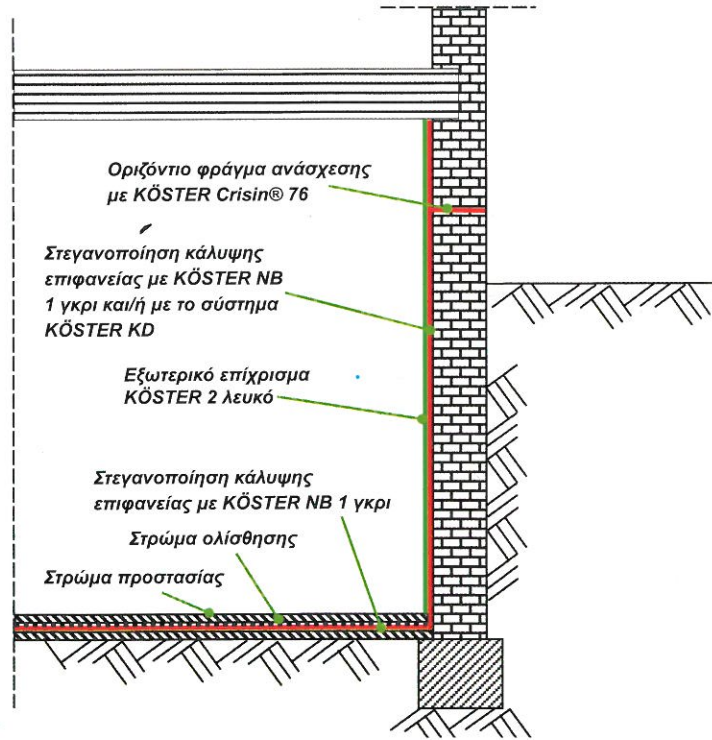 Οριζόντιο φράγμα ανάσχεσης
με KÖSTER Crisin® 76
Στεγανοποίηση κάλυψης
επιφανείας με KÖSTER NB
1 γκρι και/ή με το σύστημα
KÖSTER KD
Εξωτερικό επίχρισμα
KÖSTER 2 λευκό
Στεγανοποίηση κάλυψης
επιφανείας με KÖSTER NB 1 γκρι
Στρώμα ολίσθησης
Στρώμα προστασίας